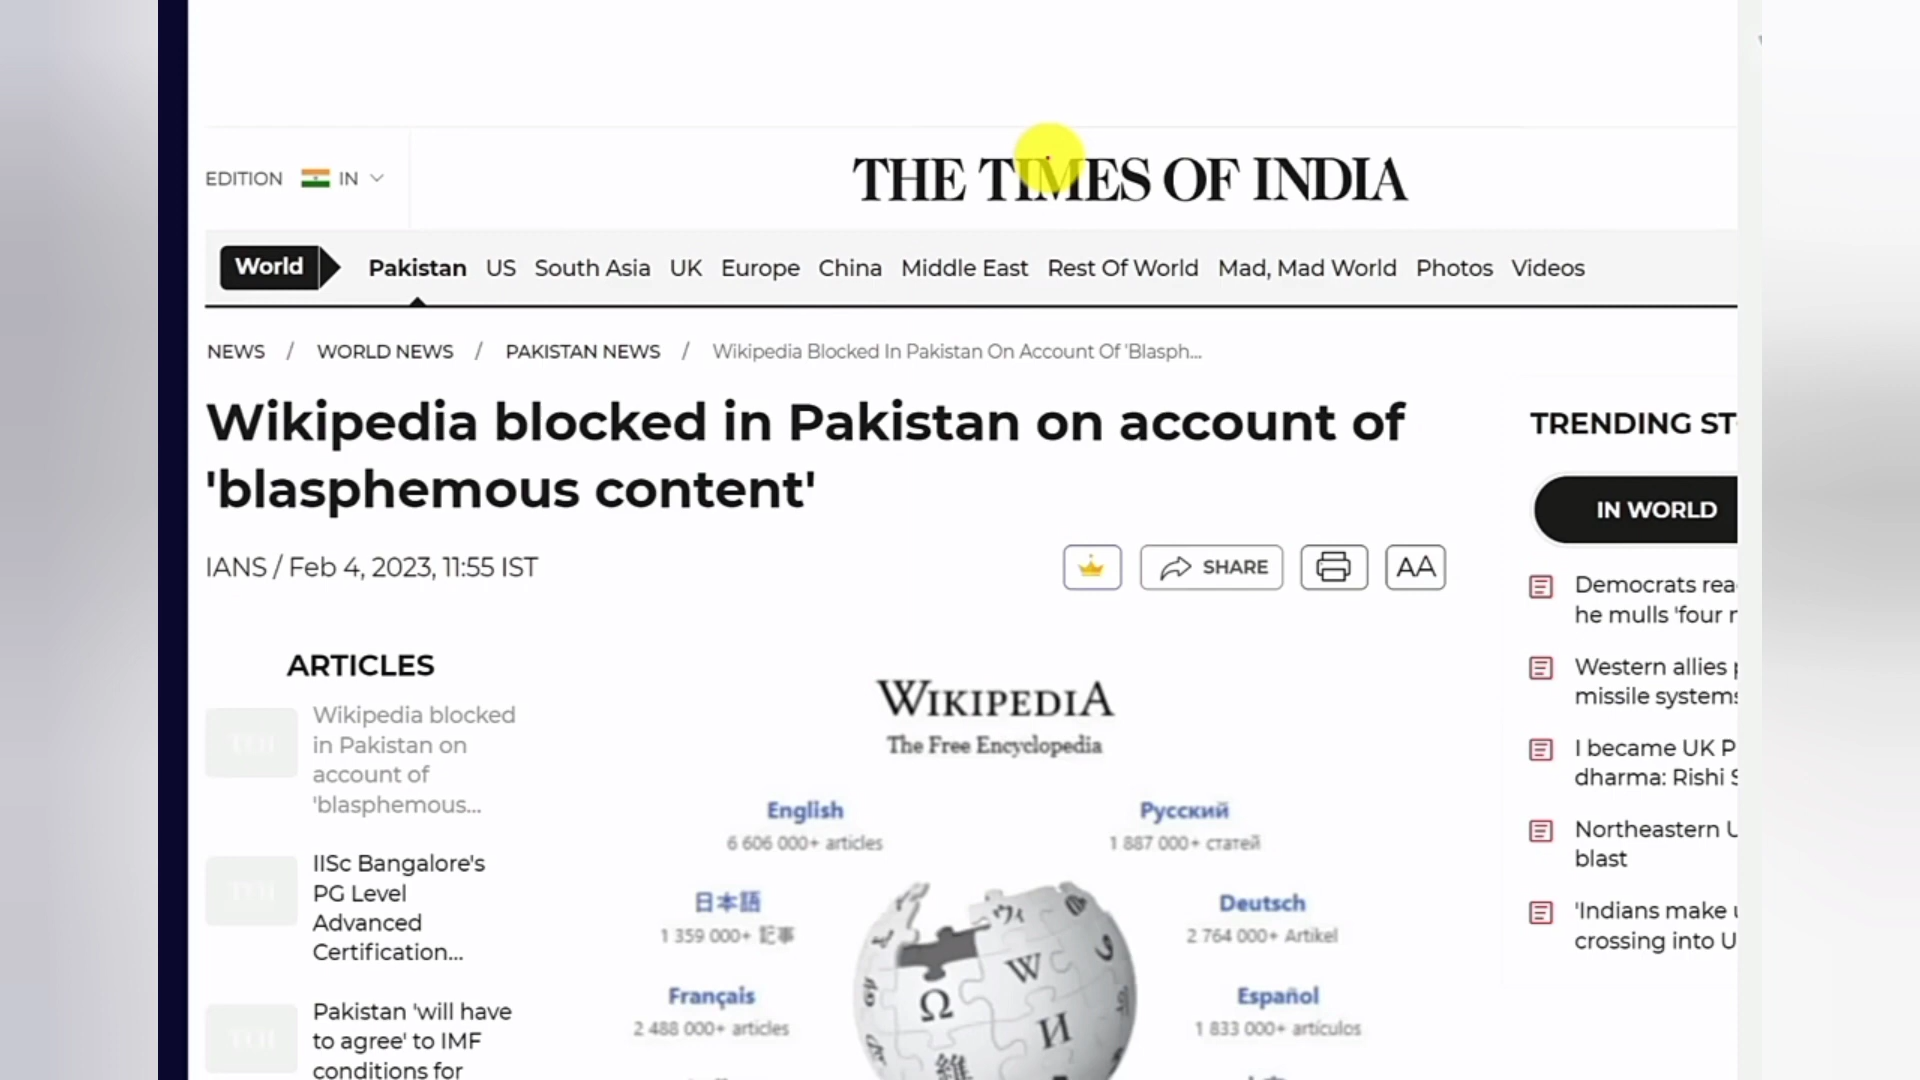 EDITION IN
THE TIMES OF INDIA
World Pakistan US South Asia UK Europe China Middle East Rest Of World Mad, Mad World Photos Videos
NEWS / WORLD NEWS / PAKISTAN NEWS / Wikipedia Blocked In Pakistan On Account Of 'Blasph...
Wikipedia blocked in Pakistan on account of
'blasphemous content'
IANS / Feb 4, 2023, 11:55 IST
SHARE
AA
ARTICLES
Wikipedia blocked
in Pakistan on
account of
'blasphemous...
IISc Bangalore's
PG Level
Advanced
Certification...
Pakistan 'will have
to agree' to IMF
conditions for
WIKIPEDIA
The Free Encyclopedia
English
6 606 000+ articles
Русский
1 887 000+ статей
日本語
1 359 000+ 記事
Deutsch
2 764 000+ Artikel
Français
2 488 000+ articles
Español
1 833 000+ artículos
Ω
W
И
維
TRENDING
IN WORLD
Democrats
he mulls 'four
Western allies
missile
I became UK
dharma: Rishi
Northeastern
blast
'Indians make
crossing into